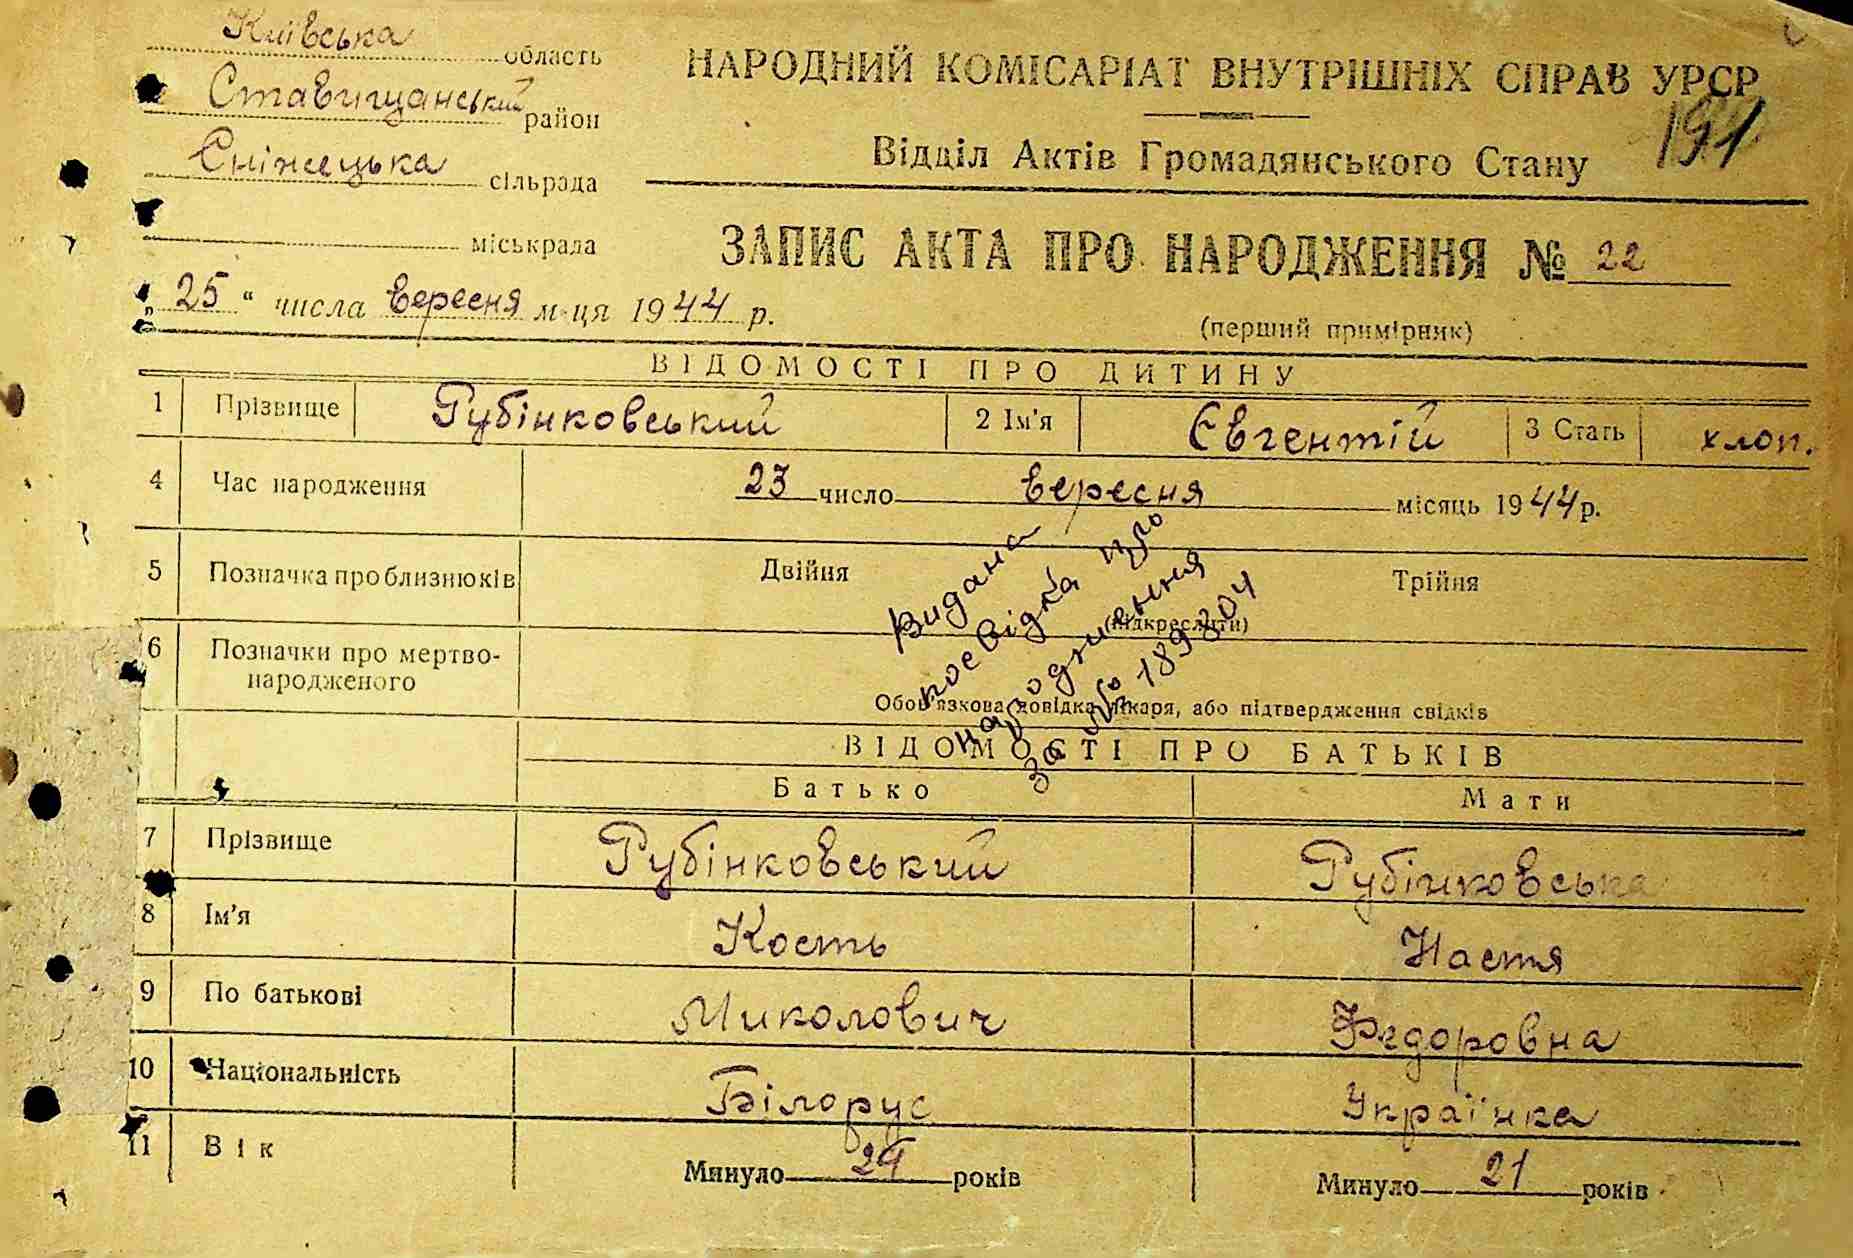 Київська область
Ставищанський район
Сніжецька сільрада
міськрада
НАРОДНИЙ КОМІСАРІАТ ВНУТРІШНІХ СПРАВ УРСР
191
Відділ Актів Громадянського Стану
ЗАПИС АКТА ПРО НАРОДЖЕННЯ № 22
„25" числа вересня м-ця 1944 р.
(перший примірник)
ВІДОМОСТІ ПРО ДИТИНУ
1 Прізвище Рубінковський 2 Ім'я Євгентій 3 Стать хлоп.
4 Час народження 23 число вересня місяць 1944 р.
5 Позначка про близнюків Двійня Трійня
(підкреслити)
Видана
посвідка про
народження
за № 189804
6 Позначки про мертво-
народженого
Обов'язкова довідка лікаря, або підтвердження свідків
ВІДОМОСТІ ПРО БАТЬКІВ
Батько Мати
7 Прізвище Рубінковський Рубінковська
8 Ім'я Кость Настя
9 По батькові Миколович Федоровна
10 Національність Білорус Українка
11 Вік Минуло 29 років Минуло 21 років